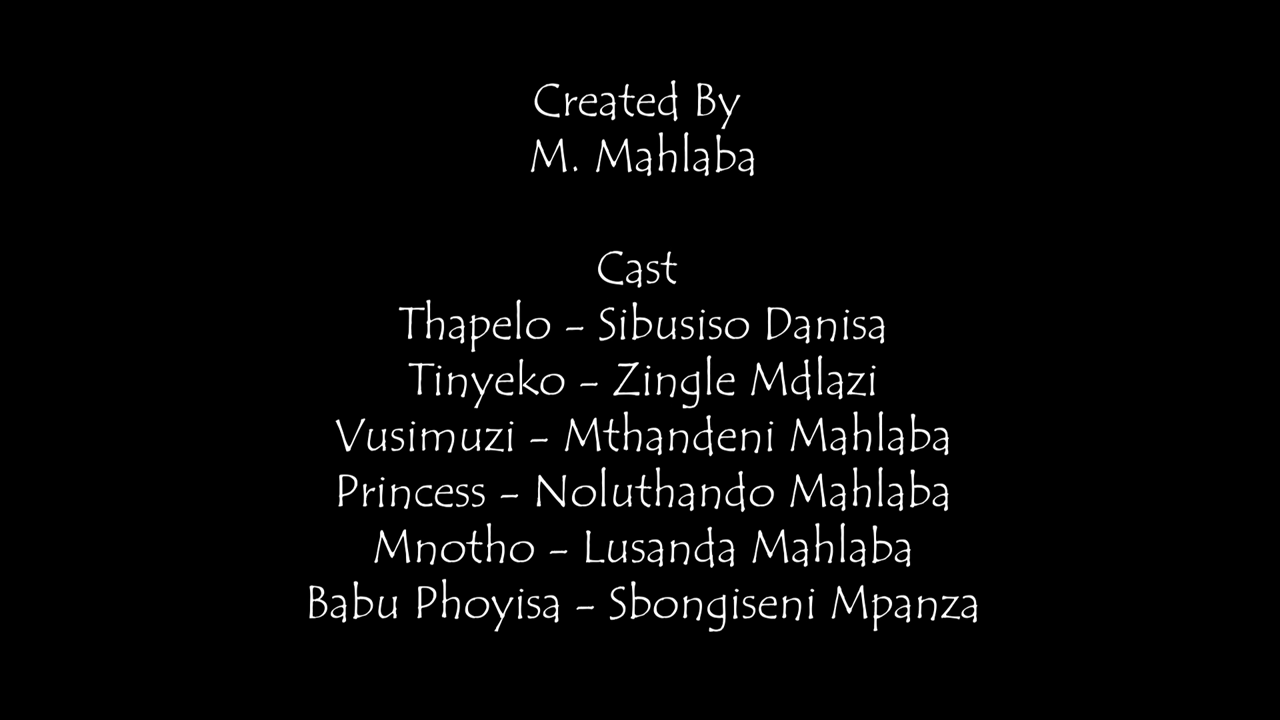 Created By
M. Mahlaba
Cast
Thapelo - Sibusiso Danisa
Tinyeko - Zingle Mdlazi
Vusimuzi - Mthandeni Mahlaba
Princess - Noluthando Mahlaba
Mnotho - Lusanda Mahlaba
Babu Phoyisa - Sbongiseni Mpanza